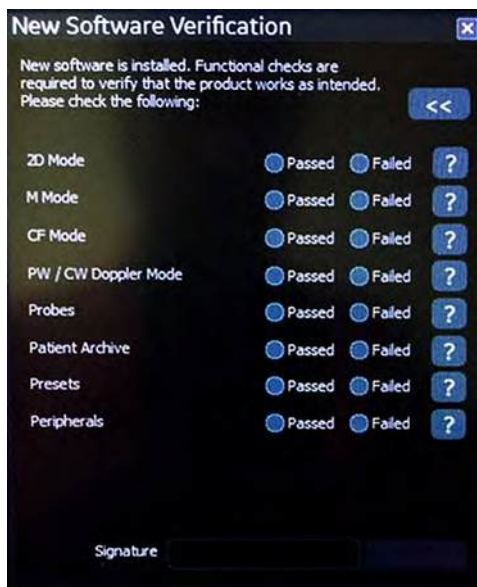 New Software Verification
New software is installed. Functional checks are
required to verify that the product works as intended.
Please check the following:
<<
2D Mode Passed Failed ?
M Mode Passed Failed ?
CF Mode Passed Failed ?
PW / CW Doppler Mode Passed Failed ?
Probes Passed Failed ?
Patient Archive Passed Failed ?
Presets Passed Failed ?
Peripherals Passed Failed ?
Signature